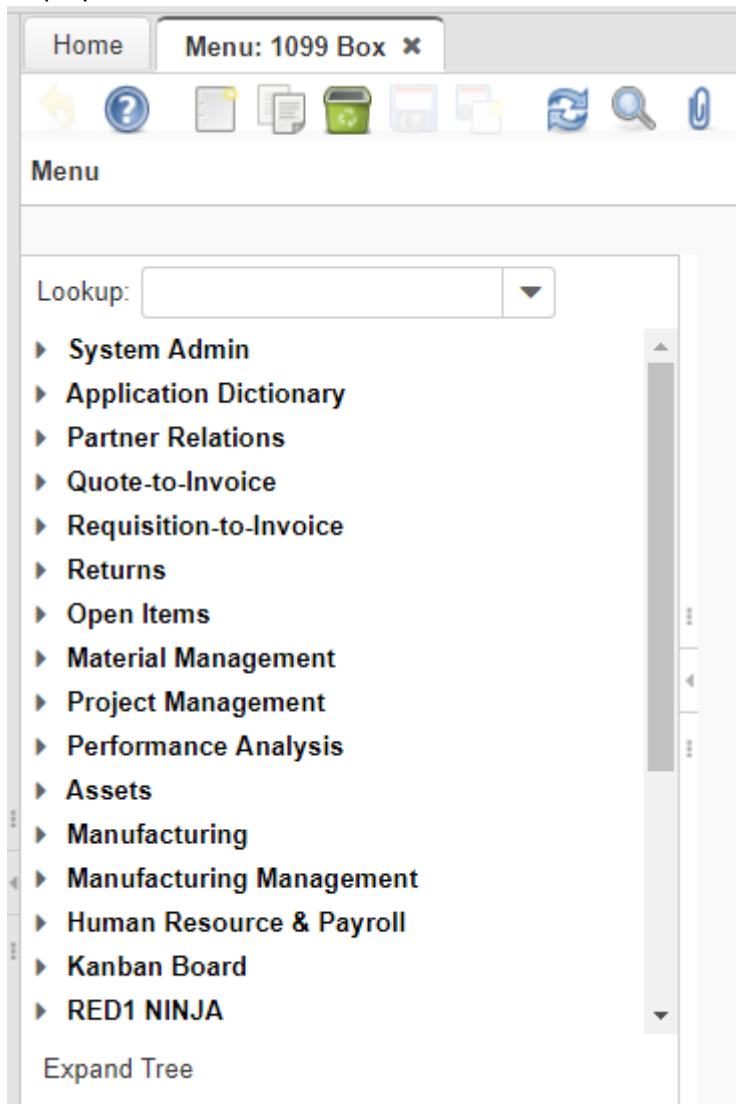 Home Menu: 1099 Box
Menu
Lookup:
System Admin
Application Dictionary
Partner Relations
Quote-to-Invoice
Requisition-to-Invoice
Returns
Open Items
Material Management
Project Management
Performance Analysis
Assets
Manufacturing
Manufacturing Management
Human Resource & Payroll
Kanban Board
RED1 NINJA
Expand Tree